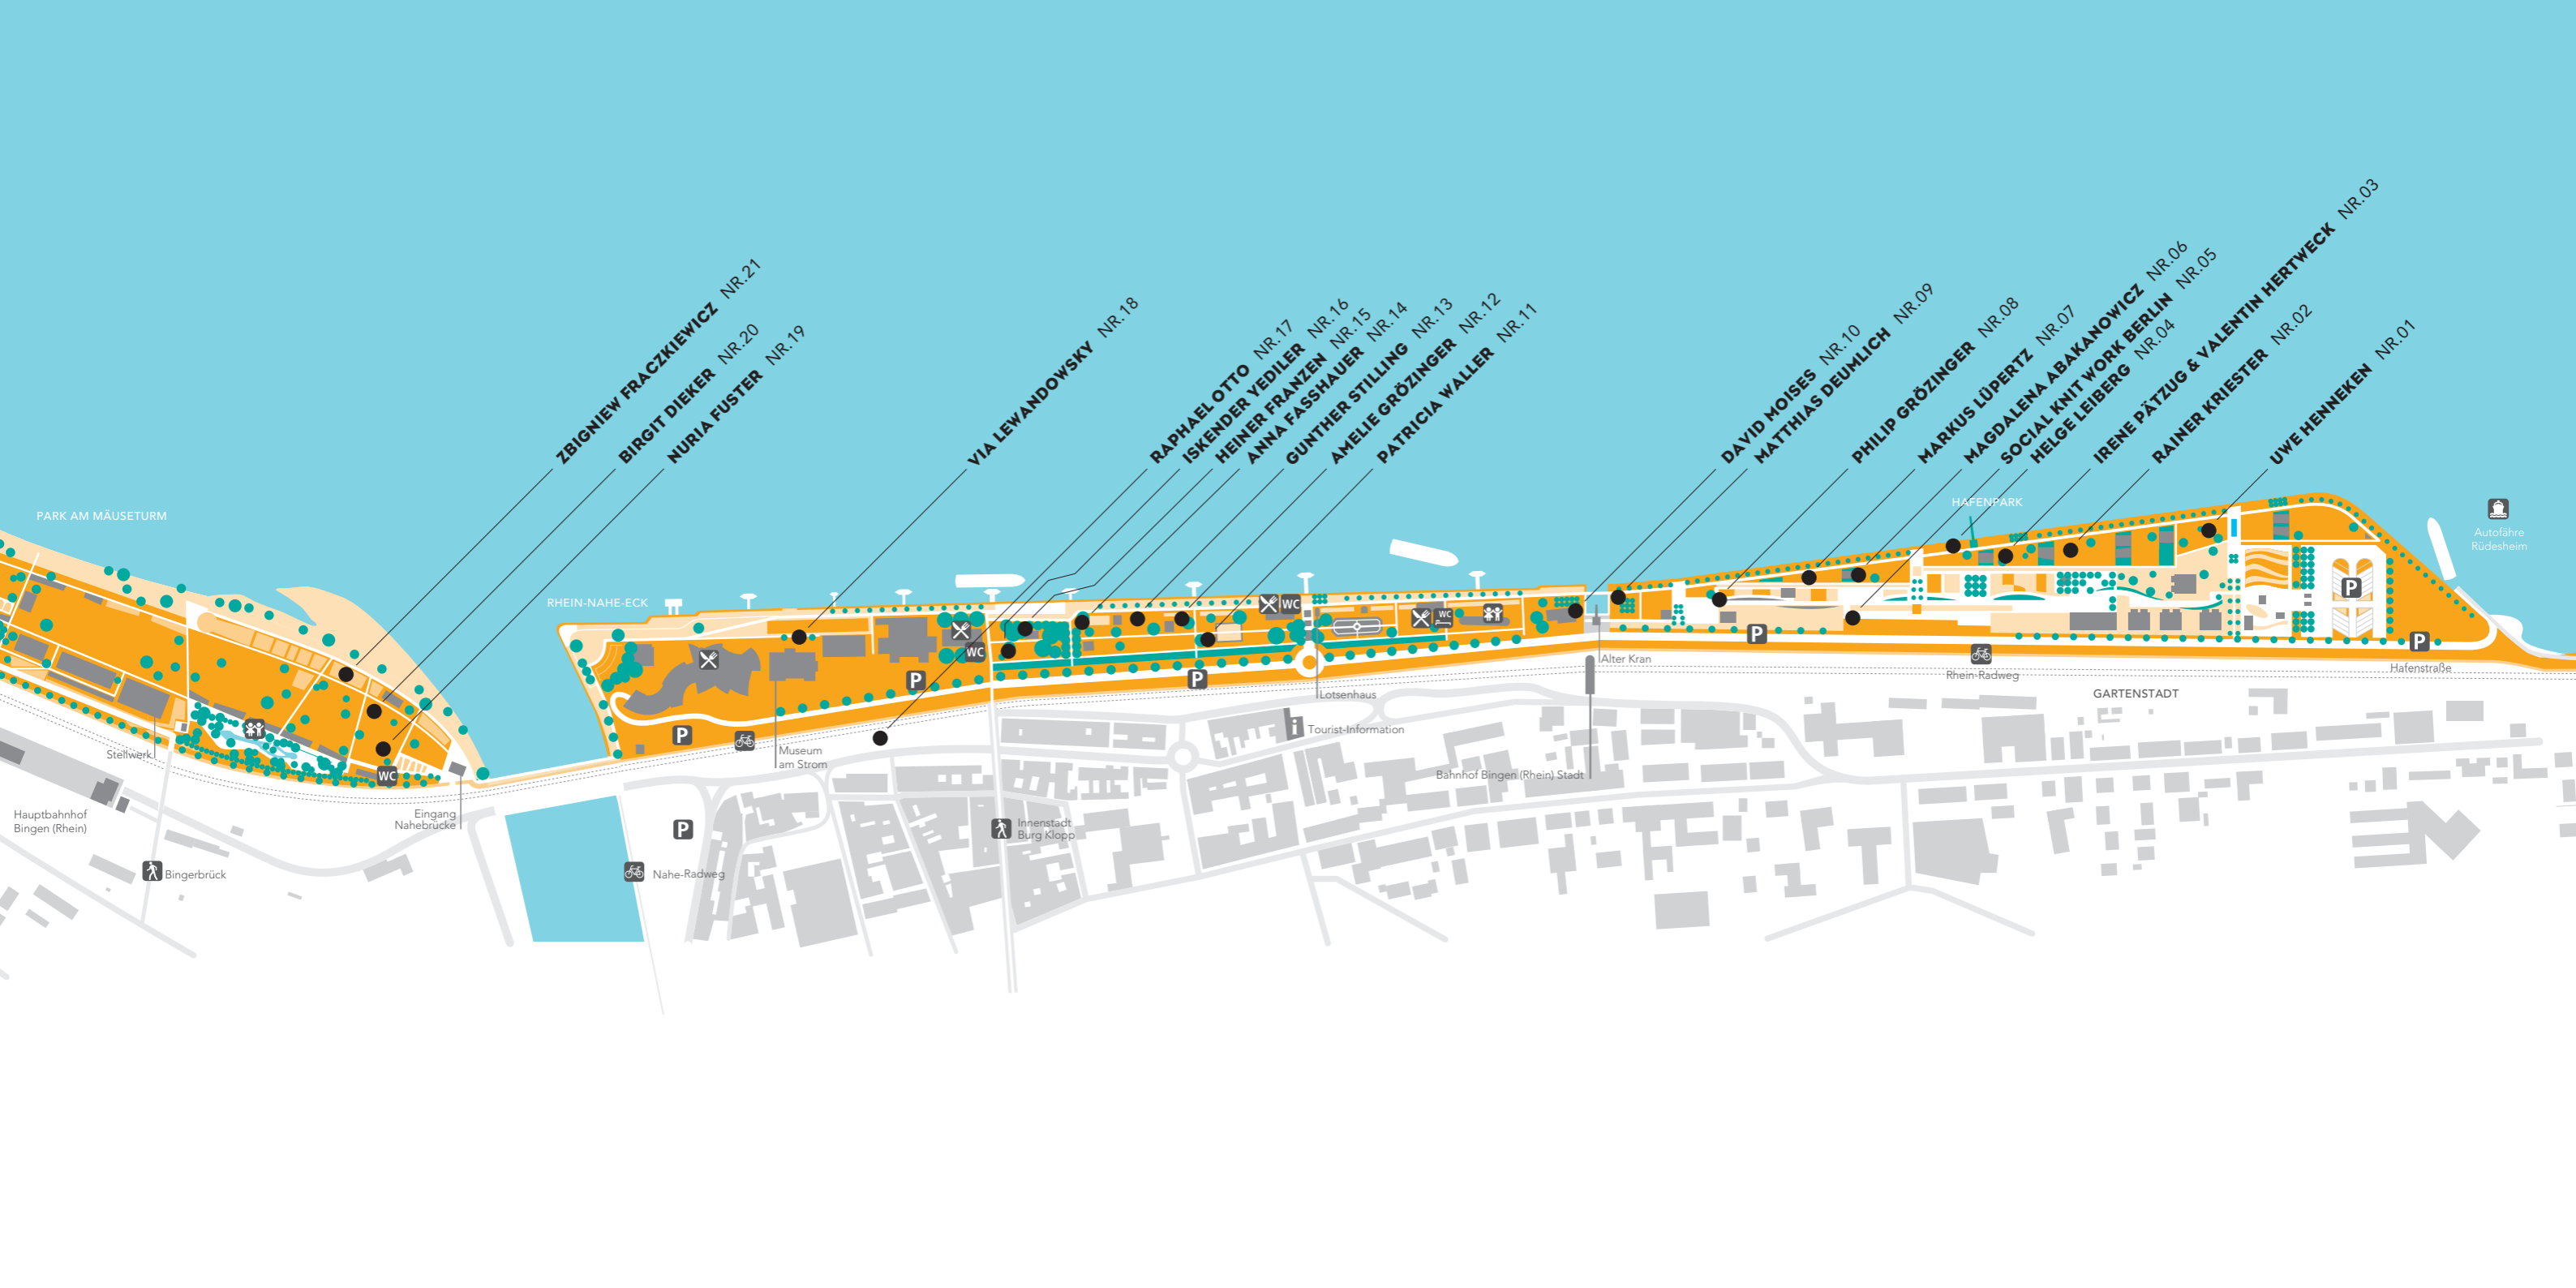 ZBIGNIEW FRACZKIEWICZ NR.21
BIRGIT DIEKER NR.20
NURIA FUSTER NR.19
VIA LEWANDOWSKY NR.18
RAPHAEL OTTO NR.17
ISKENDER YEDILER NR.16
HEINER FRANZEN NR.15
ANNA FASSHAUER NR.14
GUNTHER STILLING NR.13
AMELIE GRÖZINGER NR.12
PATRICIA WALLER NR.11
DAVID MOISES NR.10
MATTHIAS DEUMLICH NR.09
PHILIP GRÖZINGER NR.08
MARKUS LÜPERTZ NR.07
MAGDALENA ABAKANOWICZ NR.06
SOCIAL KNIT WORK BERLIN NR.05
HELGE LEIBERG NR.04
IRENE PÄTZUG & VALENTIN HERTWECK NR.03
RAINER KRIESTER NR.02
UWE HENNEKEN NR.01
PARK AM MÄUSETURM
HAFENPARK
Autofähre
Rüdesheim
RHEIN-NAHE-ECK
P
WC
WC
WC
P
P
P
P
Alter Kran
Rhein-Radweg
Hafenstraße
GARTENSTADT
Lotsenhaus
P
i
Tourist-Information
Stellwerk
Museum
am Strom
WC
Bahnhof Bingen (Rhein) Stadt
Hauptbahnhof
Bingen (Rhein)
Eingang
Nahebrücke
P
Innenstadt
Burg Klopp
Bingerbrück
Nahe-Radweg